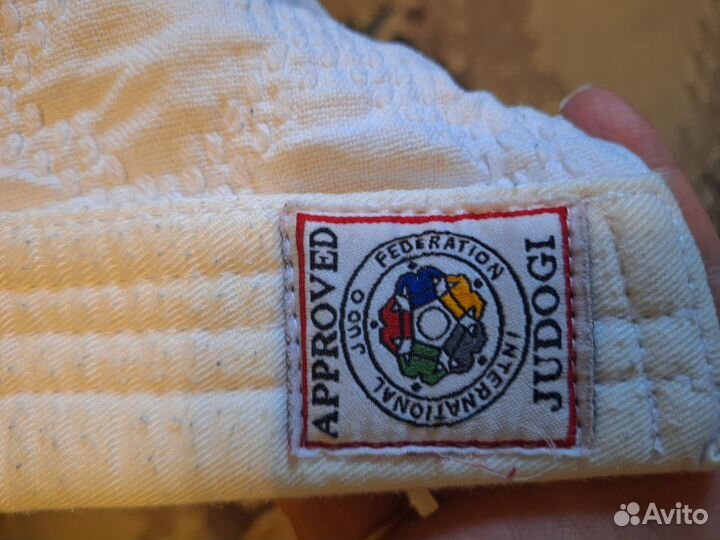 APPROVED
INTERNATIONAL JUDO FEDERATION
JUDOGI
Avito